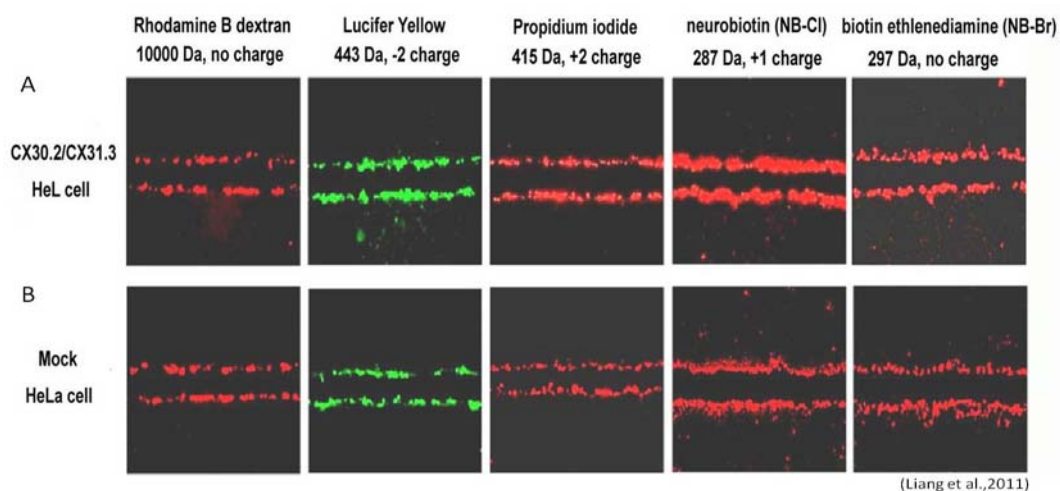 Rhodamine B dextran
10000 Da, no charge
Lucifer Yellow
443 Da, -2 charge
Propidium iodide
415 Da, +2 charge
neurobiotin (NB-Cl)
287 Da, +1 charge
biotin ethlenediamine (NB-Br)
297 Da, no charge
A
CX30.2/CX31.3
HeL cell
B
Mock
HeLa cell
(Liang et al.,2011)